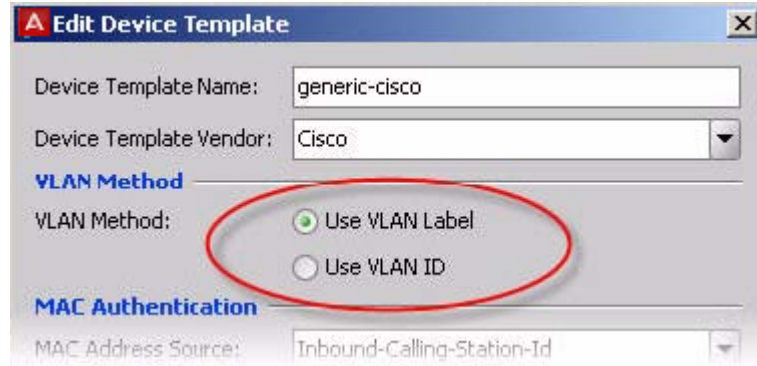 Edit Device Template
Device Template Name: generic-cisco
Device Template Vendor: Cisco
VLAN Method
VLAN Method: Use VLAN Label
Use VLAN ID
MAC Authentication
MAC Address Source: Inbound-Calling-Station-Id